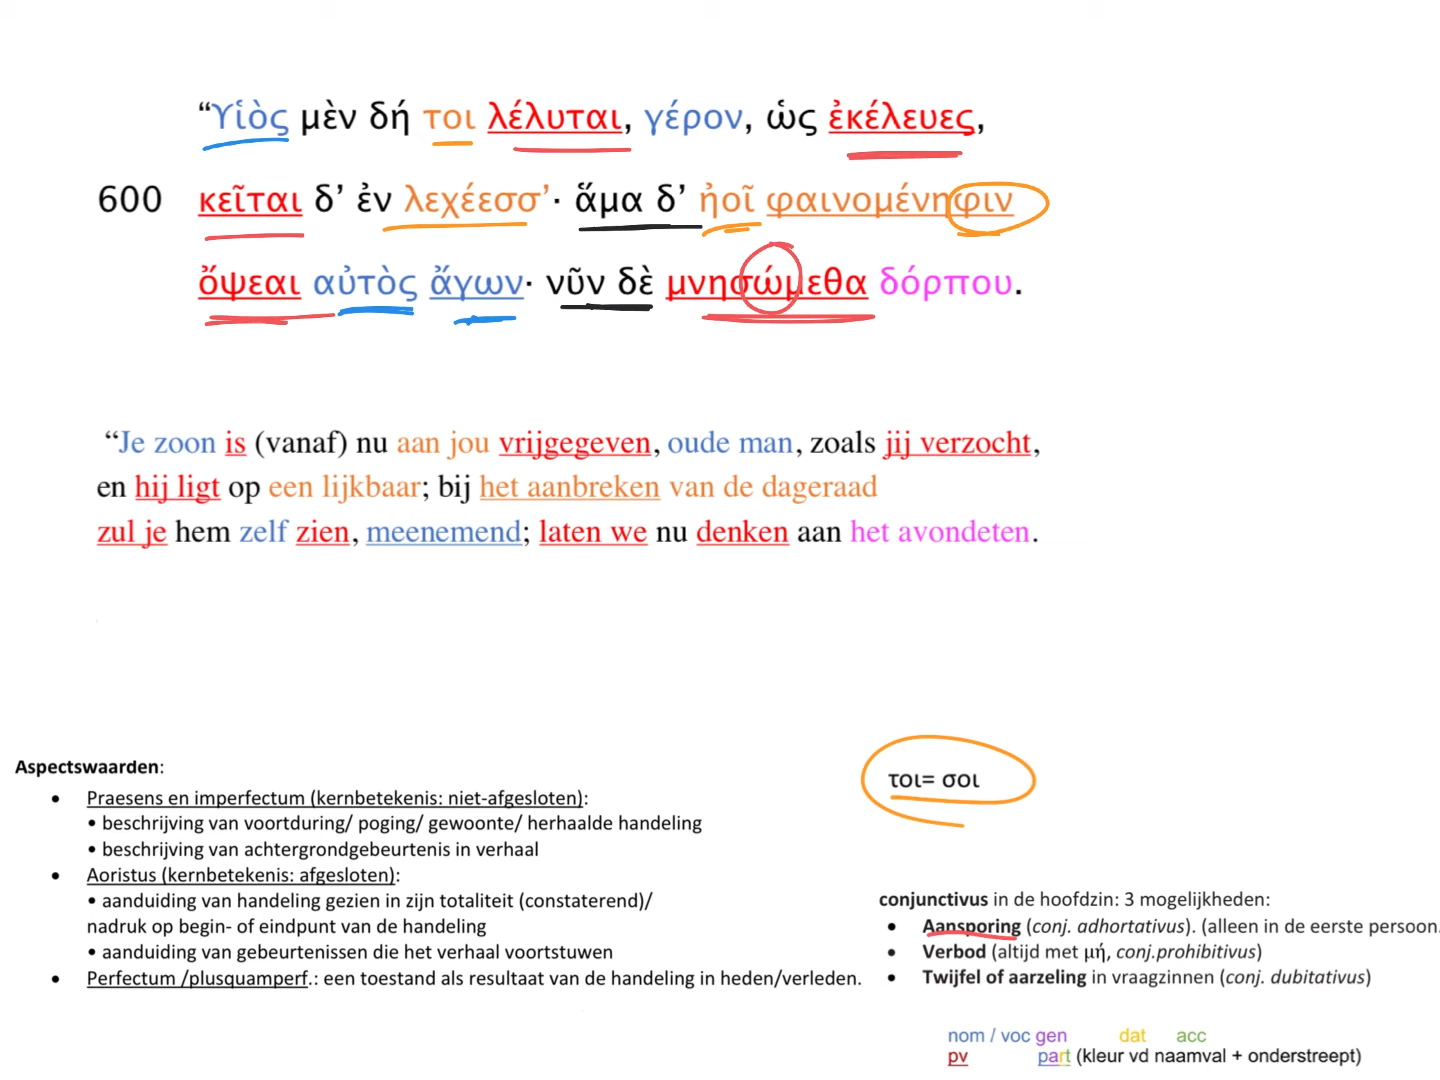 “Υἱὸς μὲν δή τοι λέλυται, γέρον, ὡς ἐκέλευες,
600 κεῖται δ’ ἐν λεχέεσσ’· ἅμα δ’ ἠοῖ φαινομένηφιν
ὄψεαι αὐτὸς ἄγων· νῦν δὲ μνησώμεθα δόρπου.
“Je zoon is (vanaf) nu aan jou vrijgegeven, oude man, zoals jij verzocht,
en hij ligt op een lijkbaar; bij het aanbreken van de dageraad
zul je hem zelf zien, meenemend; laten we nu denken aan het avondeten.
Aspectswaarden:
• Praesens en imperfectum (kernbetekenis: niet-afgesloten):
• beschrijving van voortduring/ poging/ gewoonte/ herhaalde handeling
• beschrijving van achtergrondgebeurtenis in verhaal
• Aoristus (kernbetekenis: afgesloten):
• aanduiding van handeling gezien in zijn totaliteit (constaterend)/
nadruk op begin- of eindpunt van de handeling
• aanduiding van gebeurtenissen die het verhaal voortstuwen
• Perfectum /plusquamperf.: een toestand als resultaat van de handeling in heden/verleden.
τοι= σοι
conjunctivus in de hoofdzin: 3 mogelijkheden:
• Aansporing (conj. adhortativus). (alleen in de eerste persoon.
• Verbod (altijd met μή, conj.prohibitivus)
• Twijfel of aarzeling in vraagzinnen (conj. dubitativus)
nom / voc gen dat acc
pv part (kleur vd naamval + onderstreept)